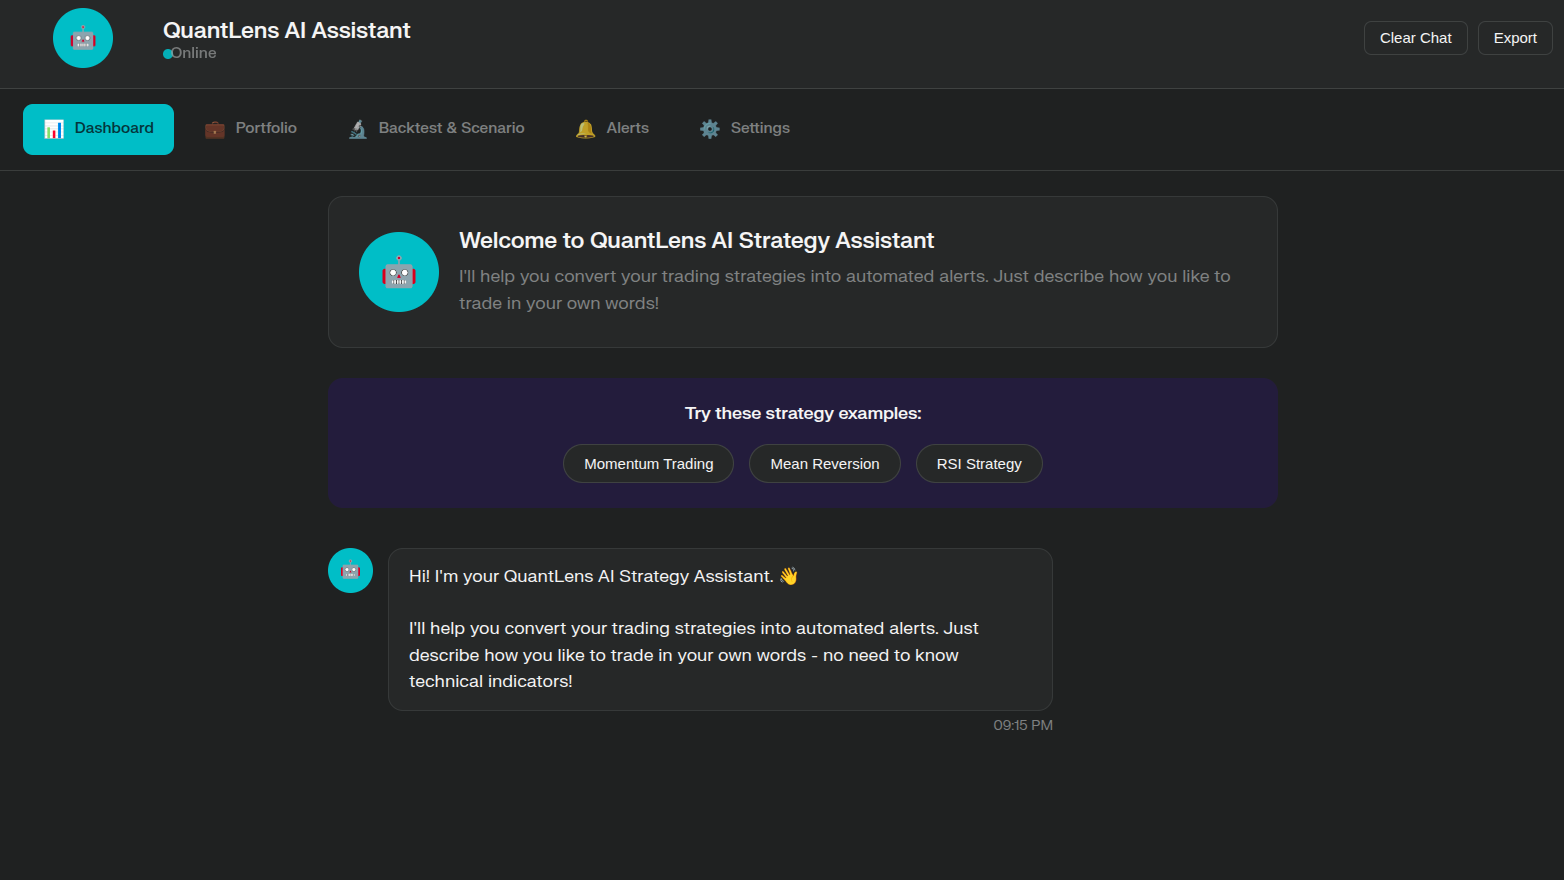 QuantLens AI Assistant
Online
Clear Chat
Export
Dashboard
Portfolio
Backtest & Scenario
Alerts
Settings
Welcome to QuantLens AI Strategy Assistant
I'll help you convert your trading strategies into automated alerts. Just describe how you like to
trade in your own words!
Try these strategy examples:
Momentum Trading
Mean Reversion
RSI Strategy
Hi! I'm your QuantLens AI Strategy Assistant. 👋
I'll help you convert your trading strategies into automated alerts. Just
describe how you like to trade in your own words - no need to know
technical indicators!
09:15 PM